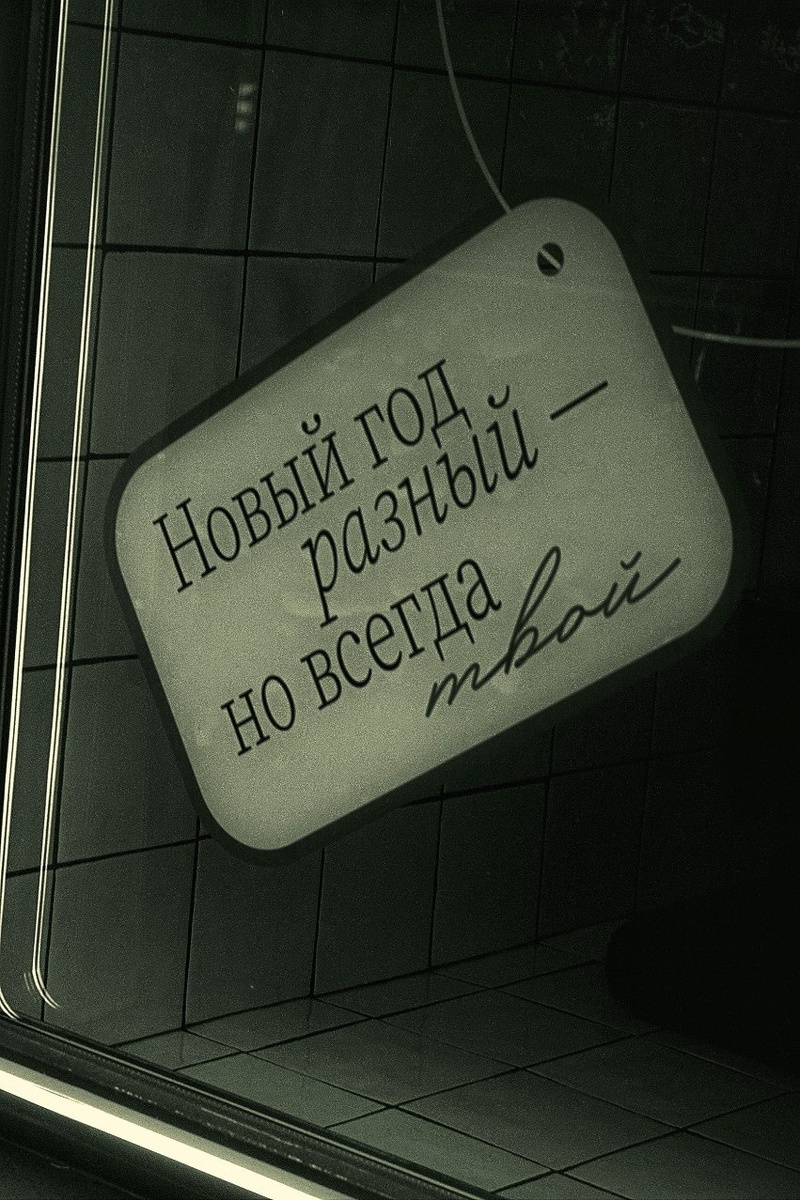 Новый год
разный —
но всегда
твой